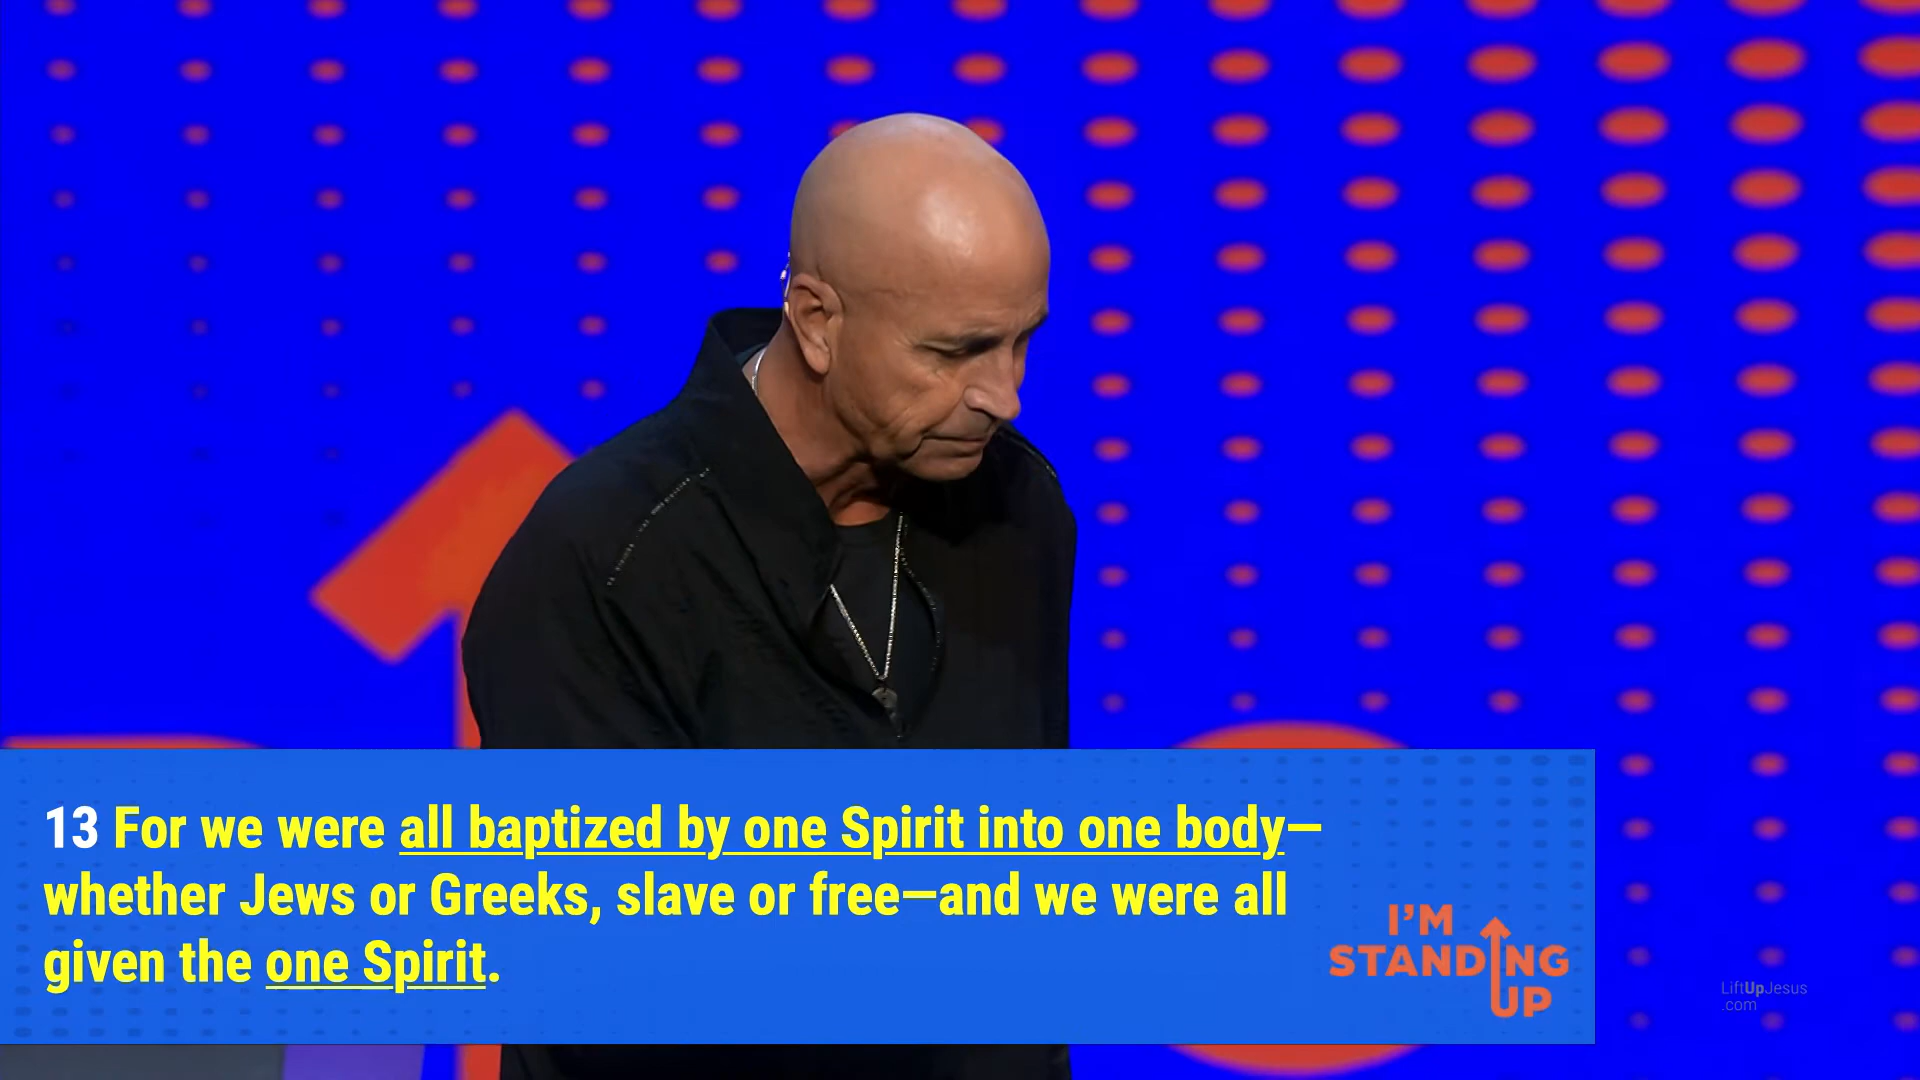 13 For we were all baptized by one Spirit into one body—
whether Jews or Greeks, slave or free—and we were all
given the one Spirit.
I'M
STANDING
UP
LiftUpJesus
.com